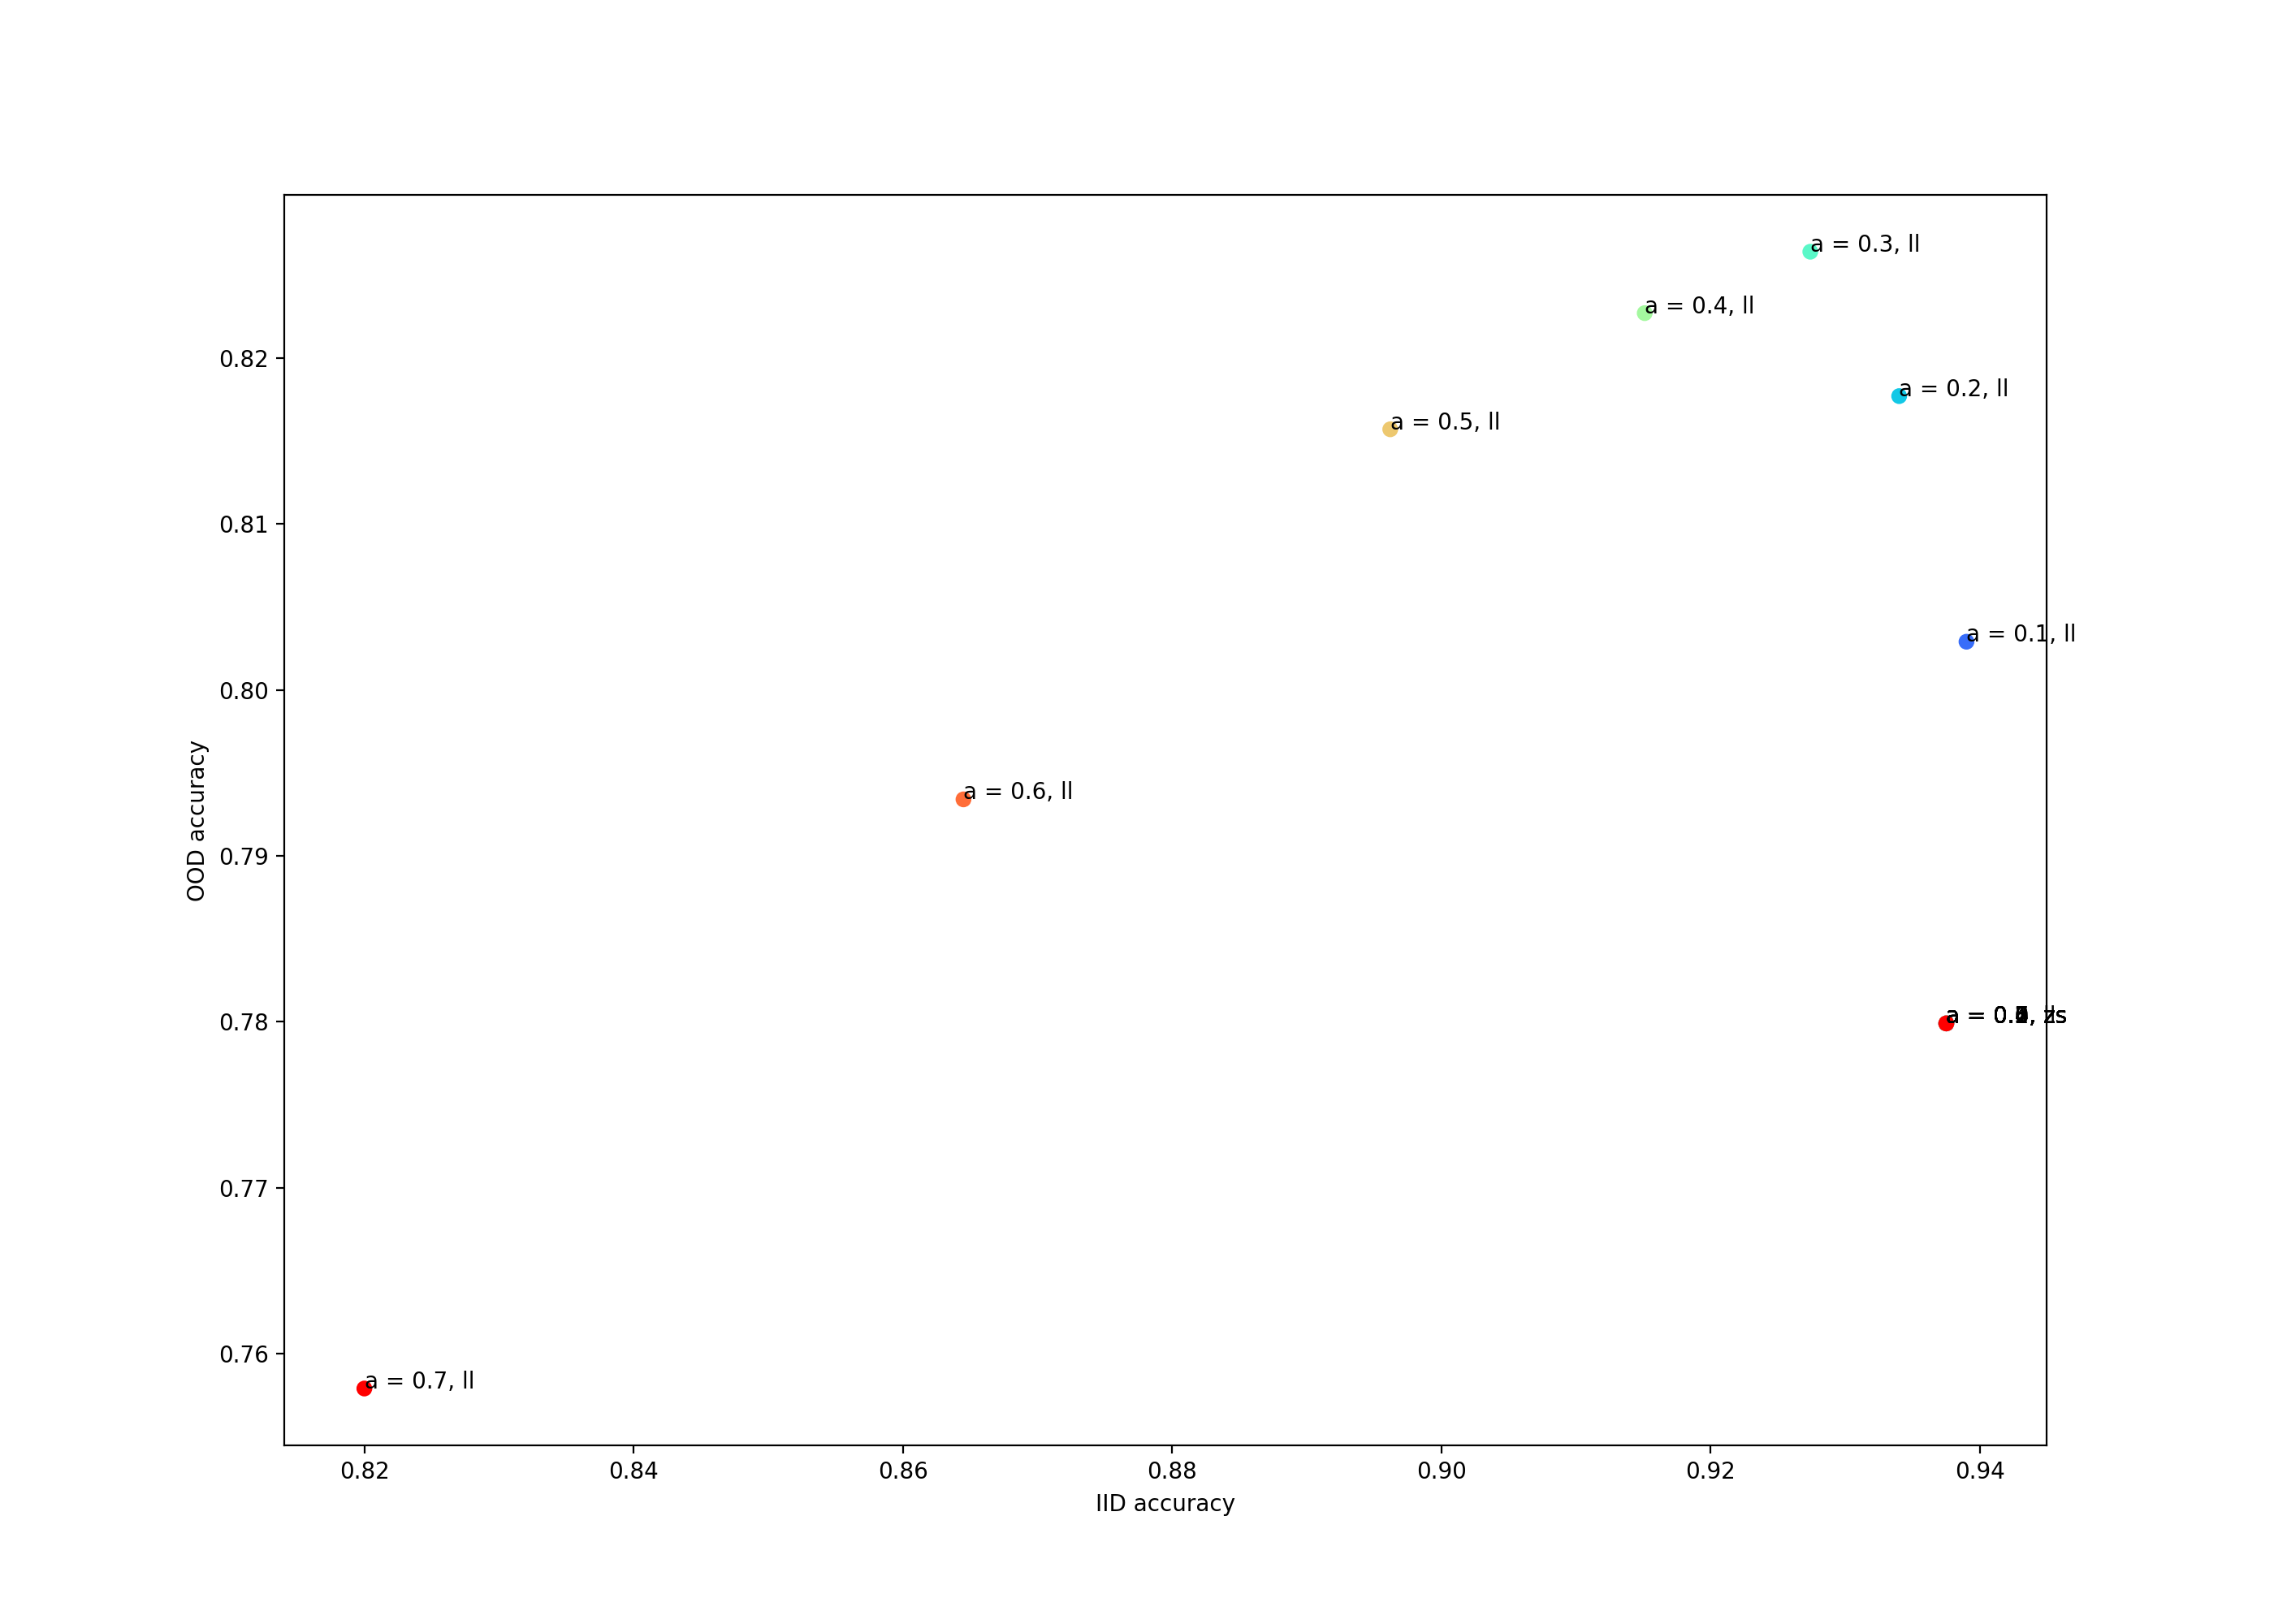 a = 0.3, ll
a = 0.4, ll
0.82
a = 0.2, ll
a = 0.5, ll
0.81
a = 0.1, ll
0.80
a = 0.6, ll
0.79
OOD accuracy
0.78
0.77
0.76
a = 0.7, ll
0.82
0.84
0.86
0.88
0.90
0.92
0.94
IID accuracy